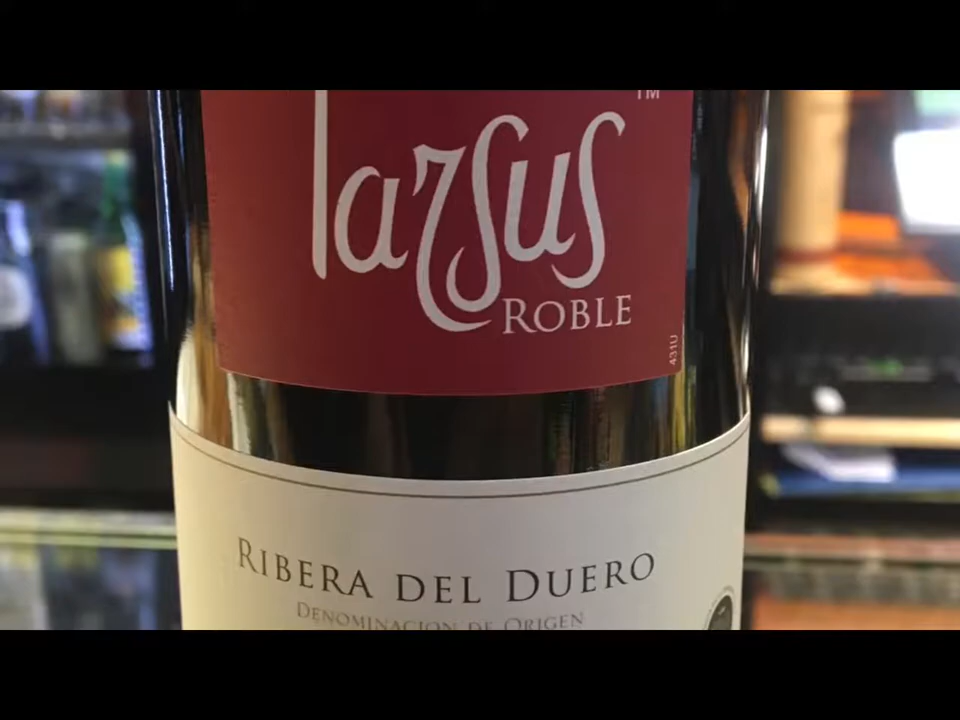 TM
Tarsus
ROBLE
431U
RIBERA DEL DUERO
DENOMINACION DE ORIGEN